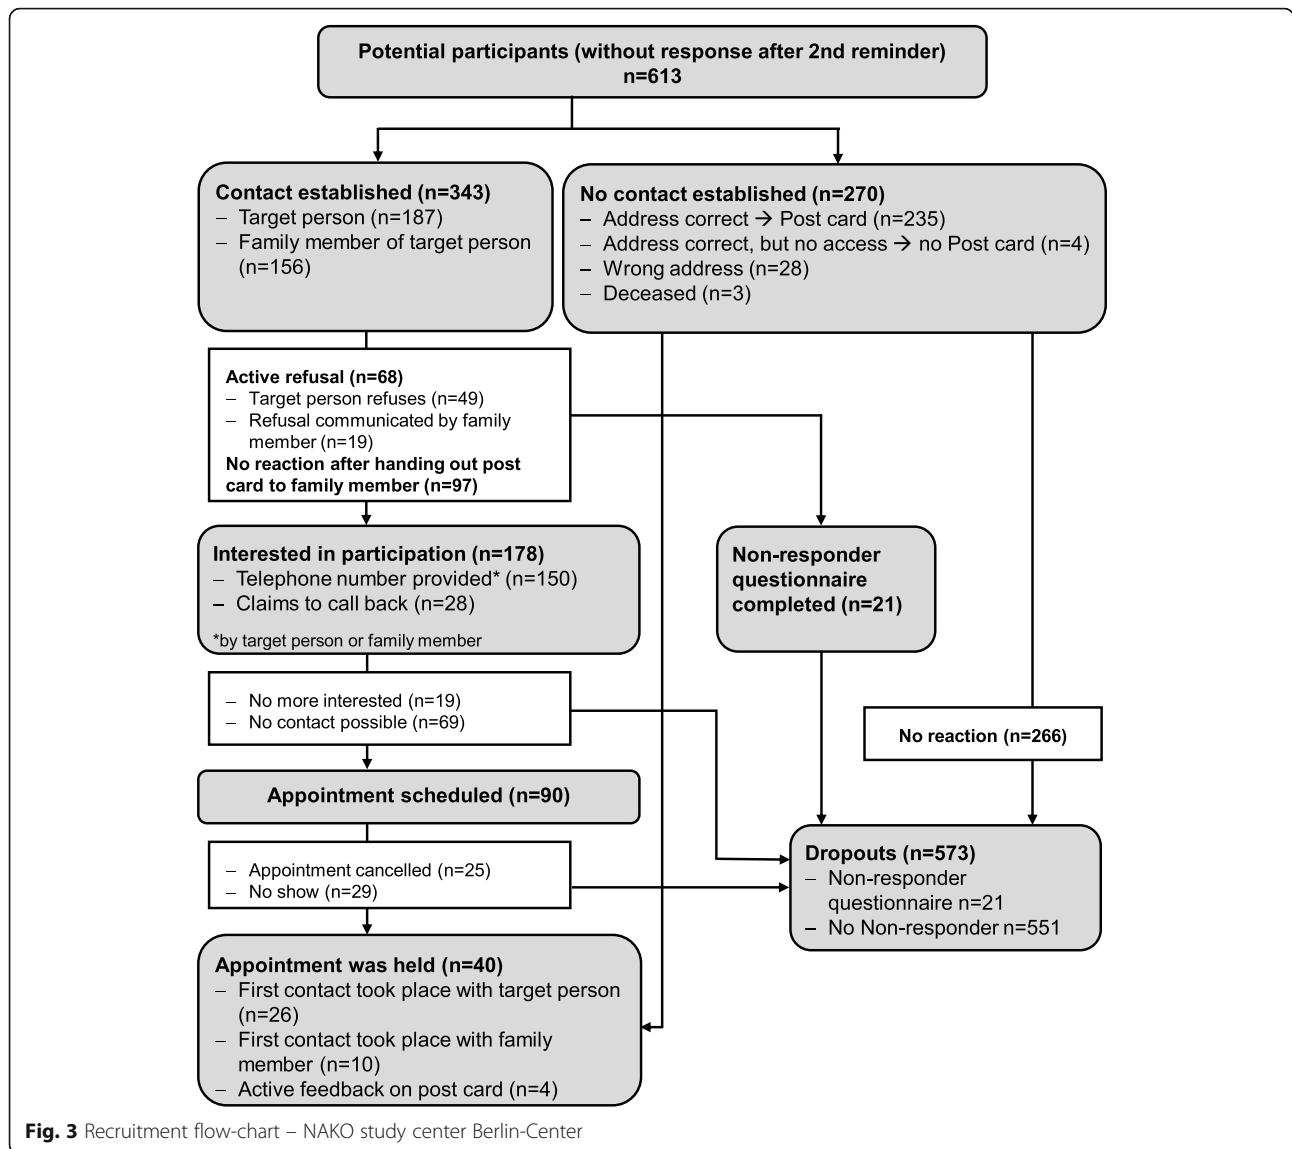 Potential participants (without response after 2nd reminder)
n=613
Contact established (n=343)
– Target person (n=187)
– Family member of target person
(n=156)
No contact established (n=270)
– Address correct → Post card (n=235)
– Address correct, but no access → no Post card (n=4)
– Wrong address (n=28)
– Deceased (n=3)
Active refusal (n=68)
– Target person refuses (n=49)
– Refusal communicated by family
member (n=19)
No reaction after handing out post
card to family member (n=97)
Interested in participation (n=178)
– Telephone number provided* (n=150)
– Claims to call back (n=28)
*by target person or family member
Non-responder
questionnaire
completed (n=21)
– No more interested (n=19)
– No contact possible (n=69)
No reaction (n=266)
Appointment scheduled (n=90)
– Appointment cancelled (n=25)
– No show (n=29)
Dropouts (n=573)
– Non-responder
questionnaire n=21
– No Non-responder n=551
Appointment was held (n=40)
– First contact took place with target person
(n=26)
– First contact took place with family
member (n=10)
– Active feedback on post card (n=4)
Fig. 3 Recruitment flow-chart – NAKO study center Berlin-Center